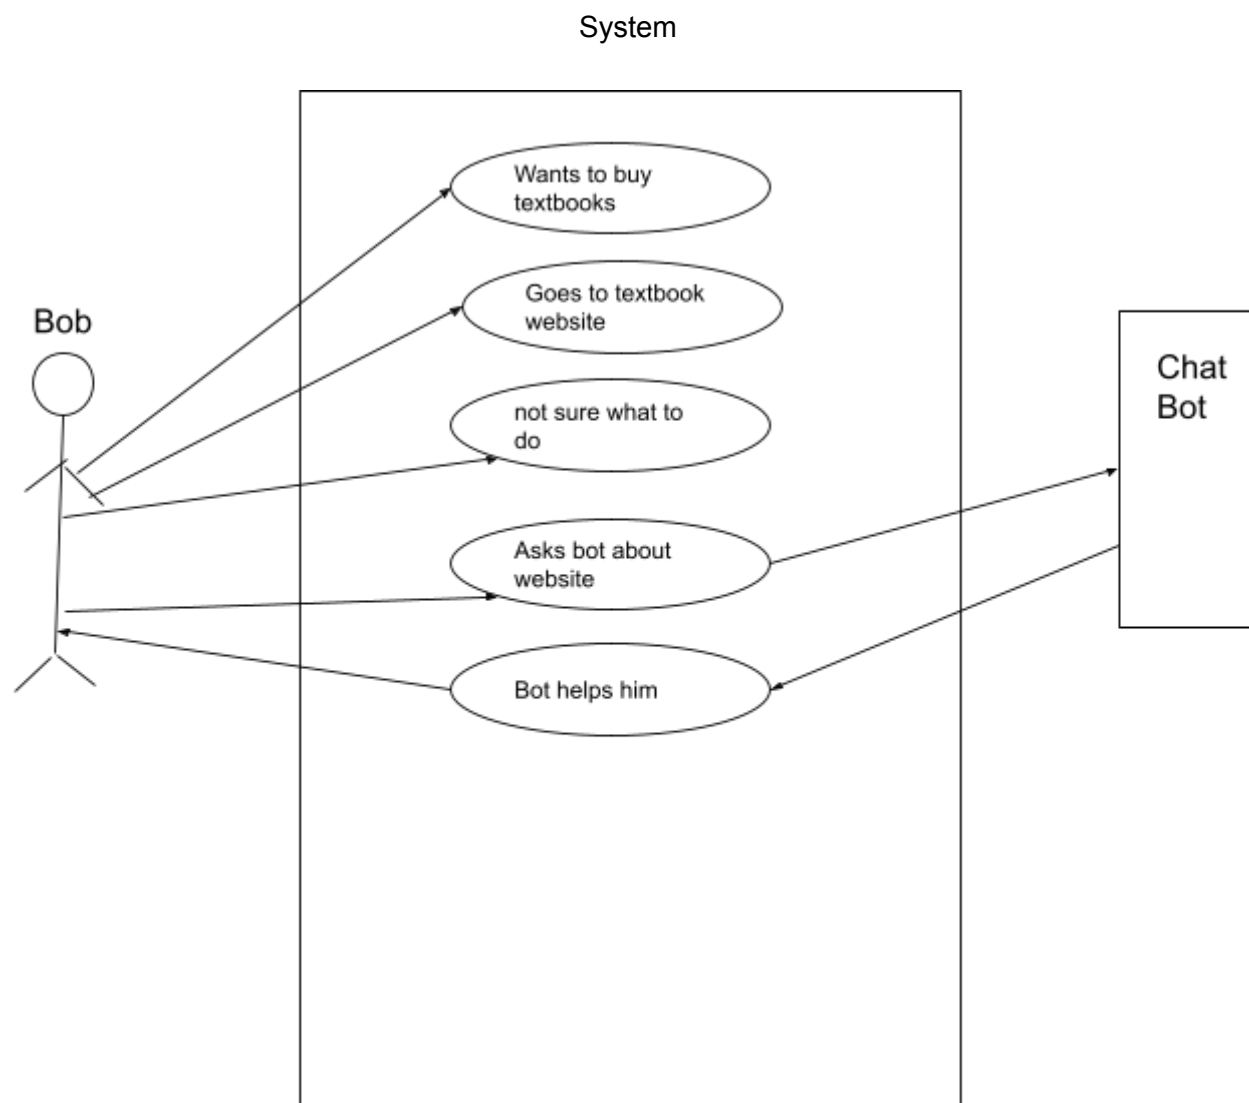 System
Wants to buy
textbooks
Goes to textbook
website
Bob
not sure what to
do
Chat
Bot
Asks bot about
website
Bot helps him